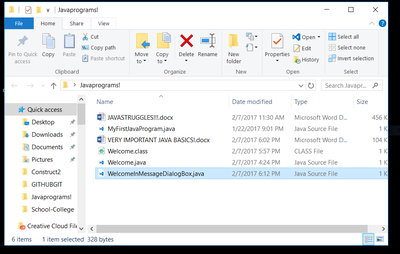 Javaprograms!
File Home Share View
Pin to Quick access
Copy
Paste
Cut
Copy path
Paste shortcut
Clipboard
Move to
Copy to
Delete
Rename
Organize
New folder
New
Properties
Open
Edit
History
Open
Select all
Select none
Invert selection
Select
Javaprograms!
Search Javapr...
Quick access
Desktop
Downloads
Documents
Pictures
Construct2
GITHUBGIT
Javaprograms!
School-College
Creative Cloud File
Name Date modified Type Size
JAVASTRUGGLES!!!.docx 2/7/2017 11:30 AM Microsoft Word D... 456 K
MyFirstJavaProgram.java 1/22/2017 9:01 PM Java Source File 1 K
VERY IMPORTANT JAVA BASICS!.docx 2/7/2017 6:02 PM Microsoft Word D... 104 K
Welcome.class 2/7/2017 5:57 PM CLASS File 1 K
Welcome.java 2/7/2017 4:24 PM Java Source File 1 K
WelcomeInMessageDialogBox.java 2/7/2017 6:12 PM Java Source File 1 K
6 items 1 item selected 328 bytes